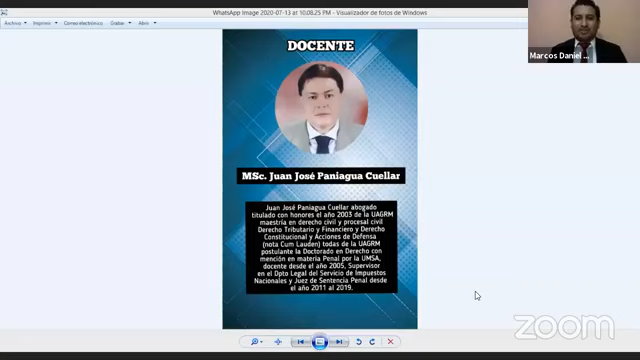 WhatsApp Image 2020-07-13 at 10.08.25 PM - Visualizador de fotos de Windows
Archivo Imprimir Correo electrónico Grabar Abrir
Marcos Daniel ...
DOCENTE
MSc. Juan José Paniagua Cuellar
Juan José Paniagua Cuellar abogado
titulado con honores el año 2003 de la UAGRM
maestría en derecho civil y procesal civil
Derecho Tributario y Financiero y Derecho
Constitucional y Acciones de Defensa
(nota Cum Lauden) todas de la UAGRM
postulante la Doctorado en Derecho con
mención en materia Penal por la UMSA,
docente desde el año 2005, Supervisor
en el Dpto Legal del Servicio de Impuestos
Nacionales y Juez de Sentencia Penal desde
el año 2011 al 2019.
zoom